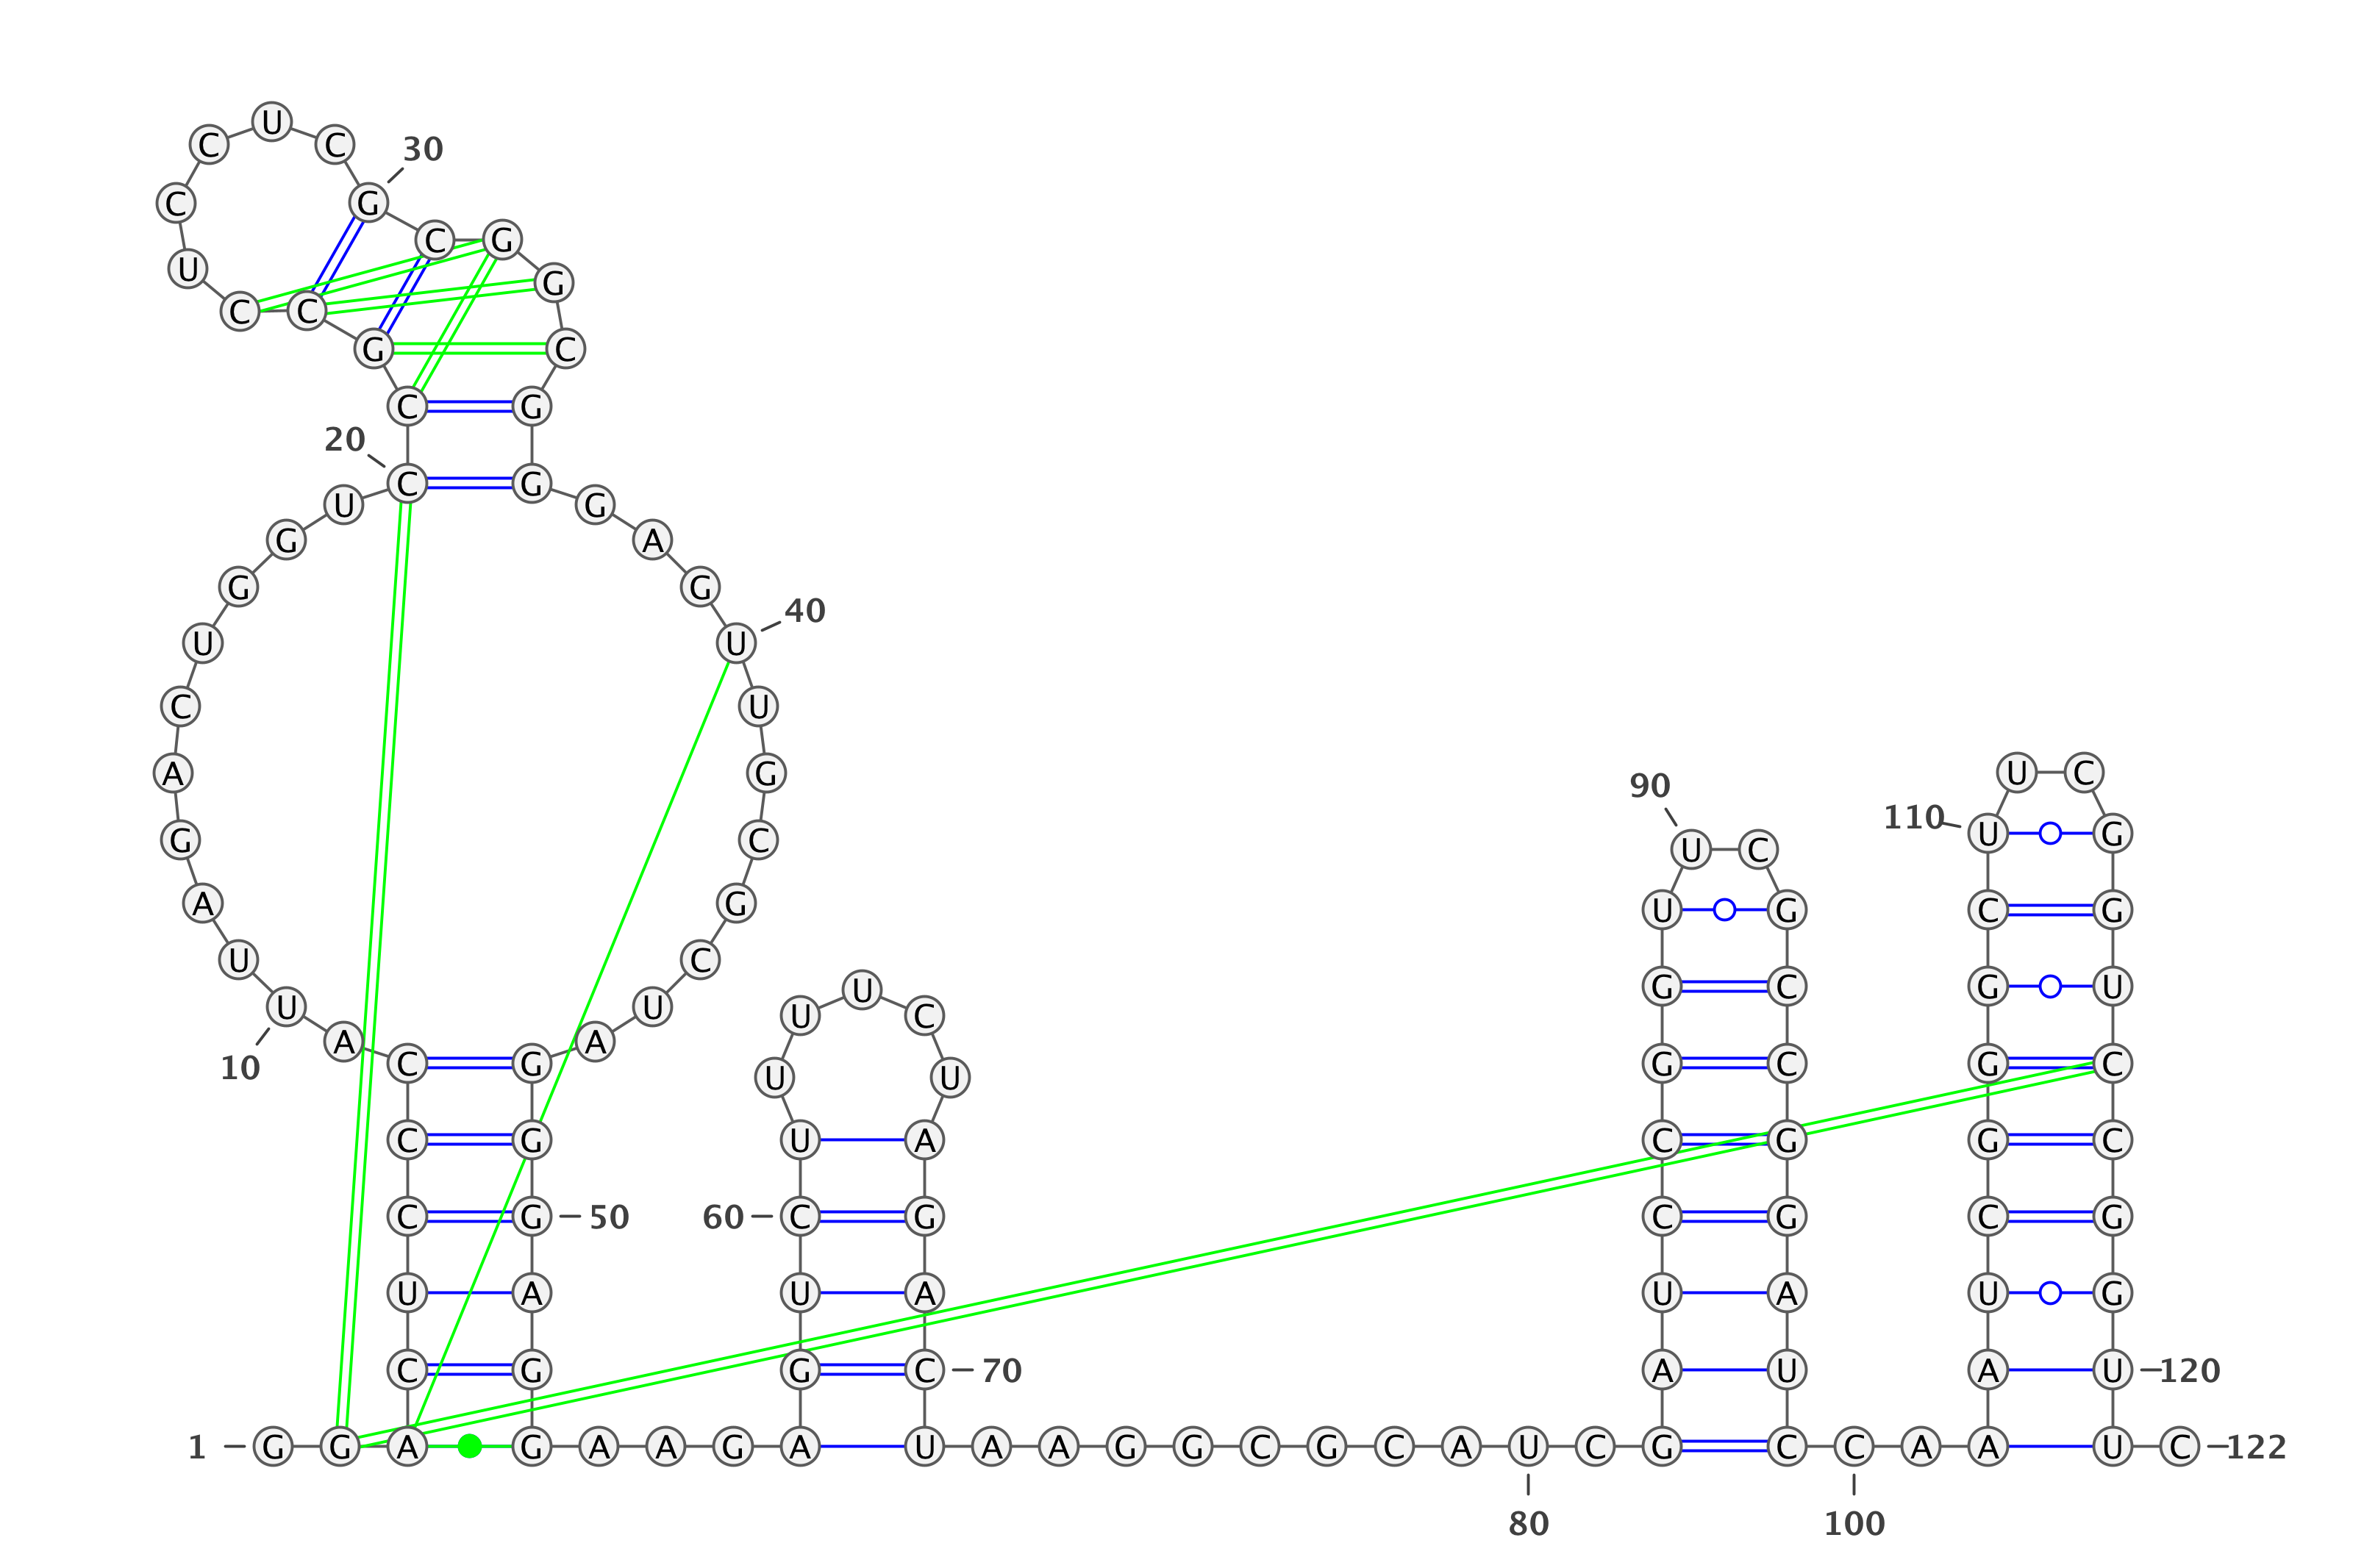 U
C C 30
C G
C G
U G
C C
G C
C G
20
C G
U G
G A
G G
40
U U
C U
A G U C
90
110
U G
G C
U C
A G
U G C G
U C
U G C G U
U U
U C
A A
C G G C G C
10
U U
C G U A C G G C
C G 50 60 C G C G C G
U A U A U A U G
C G G C 70 A U A U 120
1 G G A G A A G A U A A G G C G C A U C G C C A A U C 122
80 100